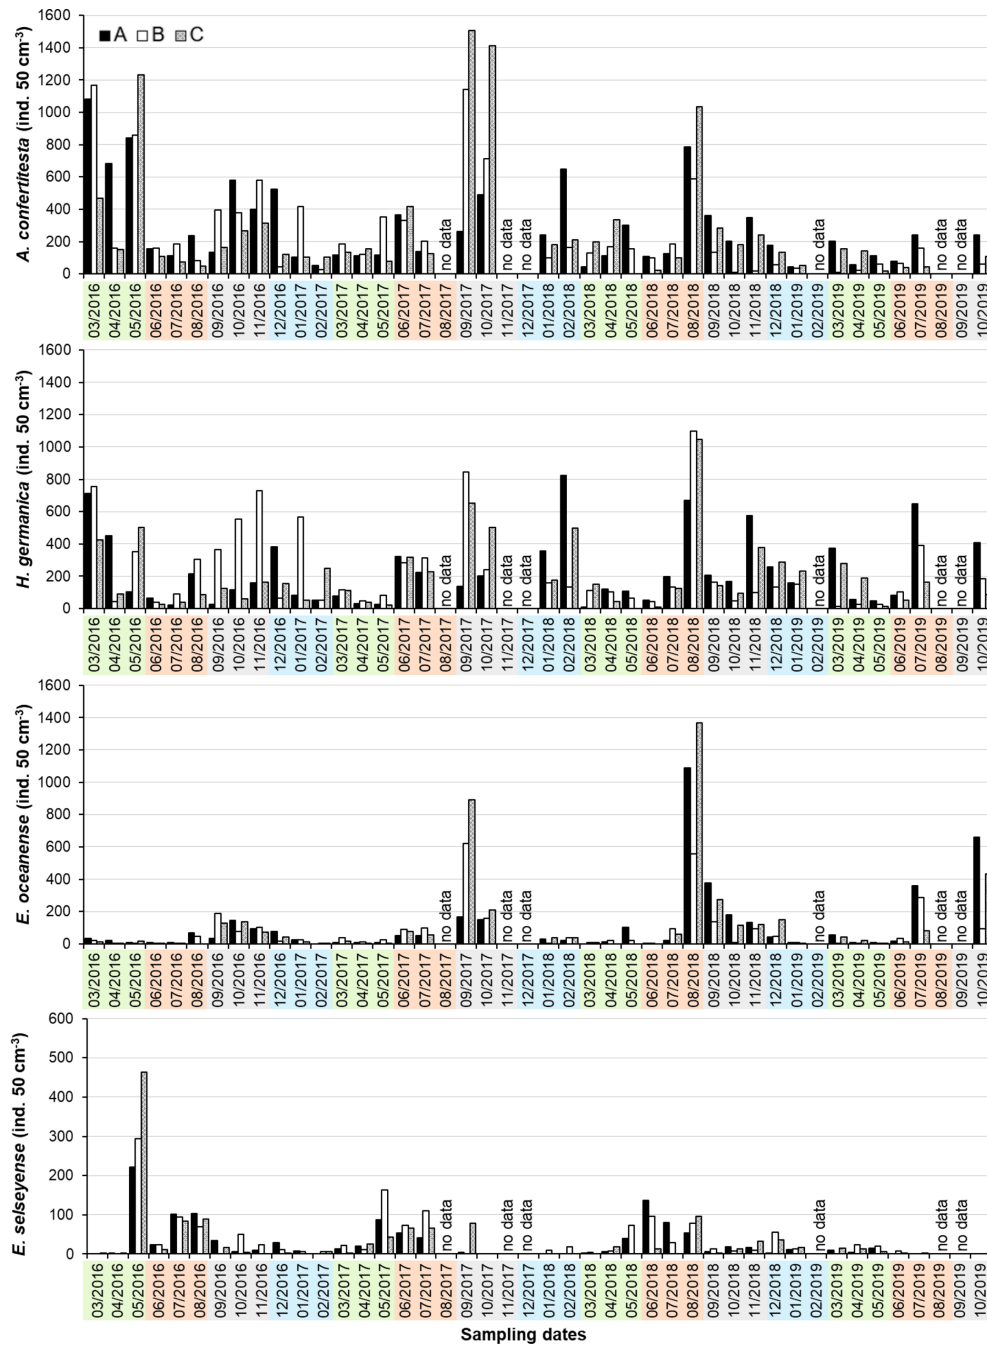 A. confertitesta (ind. 50 cm-3)
1600
1400
1200
1000
800
600
400
200
0
A B C
no data no data no data no data no data no data
03/2016 04/2016 05/2016 06/2016 07/2016 08/2016 09/2016 10/2016 11/2016 12/2016 01/2017 02/2017 03/2017 04/2017 05/2017 06/2017 07/2017 08/2017 09/2017 10/2017 11/2017 12/2017 01/2018 02/2018 03/2018 04/2018 05/2018 06/2018 07/2018 08/2018 09/2018 10/2018 11/2018 12/2018 01/2019 02/2019 03/2019 04/2019 05/2019 06/2019 07/2019 08/2019 09/2019 10/2019
H. germanica (ind. 50 cm-3)
1600
1400
1200
1000
800
600
400
200
0
no data no data no data no data no data no data
03/2016 04/2016 05/2016 06/2016 07/2016 08/2016 09/2016 10/2016 11/2016 12/2016 01/2017 02/2017 03/2017 04/2017 05/2017 06/2017 07/2017 08/2017 09/2017 10/2017 11/2017 12/2017 01/2018 02/2018 03/2018 04/2018 05/2018 06/2018 07/2018 08/2018 09/2018 10/2018 11/2018 12/2018 01/2019 02/2019 03/2019 04/2019 05/2019 06/2019 07/2019 08/2019 09/2019 10/2019
E. oceanense (ind. 50 cm-3)
1600
1400
1200
1000
800
600
400
200
0
no data no data no data no data no data no data
03/2016 04/2016 05/2016 06/2016 07/2016 08/2016 09/2016 10/2016 11/2016 12/2016 01/2017 02/2017 03/2017 04/2017 05/2017 06/2017 07/2017 08/2017 09/2017 10/2017 11/2017 12/2017 01/2018 02/2018 03/2018 04/2018 05/2018 06/2018 07/2018 08/2018 09/2018 10/2018 11/2018 12/2018 01/2019 02/2019 03/2019 04/2019 05/2019 06/2019 07/2019 08/2019 09/2019 10/2019
E. selseyense (ind. 50 cm-3)
600
500
400
300
200
100
0
no data no data no data no data no data no data
03/2016 04/2016 05/2016 06/2016 07/2016 08/2016 09/2016 10/2016 11/2016 12/2016 01/2017 02/2017 03/2017 04/2017 05/2017 06/2017 07/2017 08/2017 09/2017 10/2017 11/2017 12/2017 01/2018 02/2018 03/2018 04/2018 05/2018 06/2018 07/2018 08/2018 09/2018 10/2018 11/2018 12/2018 01/2019 02/2019 03/2019 04/2019 05/2019 06/2019 07/2019 08/2019 09/2019 10/2019
Sampling dates